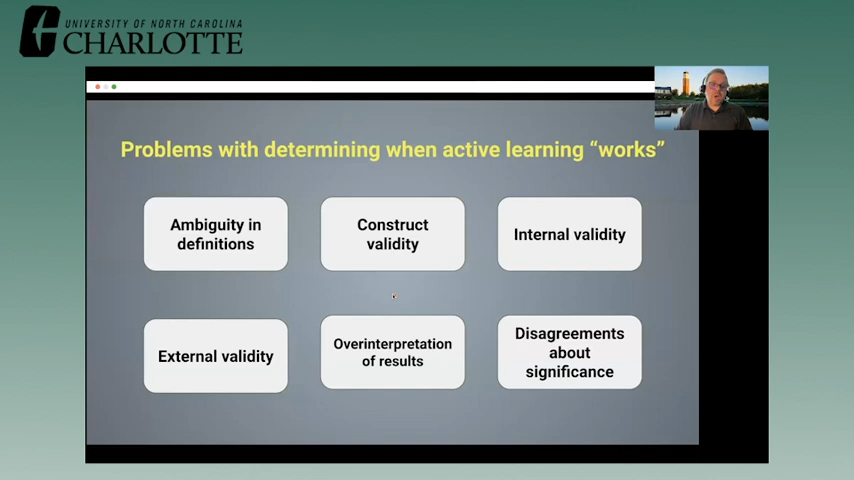 UNIVERSITY OF NORTH CAROLINA
CHARLOTTE
Problems with determining when active learning “works”
Ambiguity in
definitions
Construct
validity
Internal validity
External validity
Overinterpretation
of results
Disagreements
about
significance